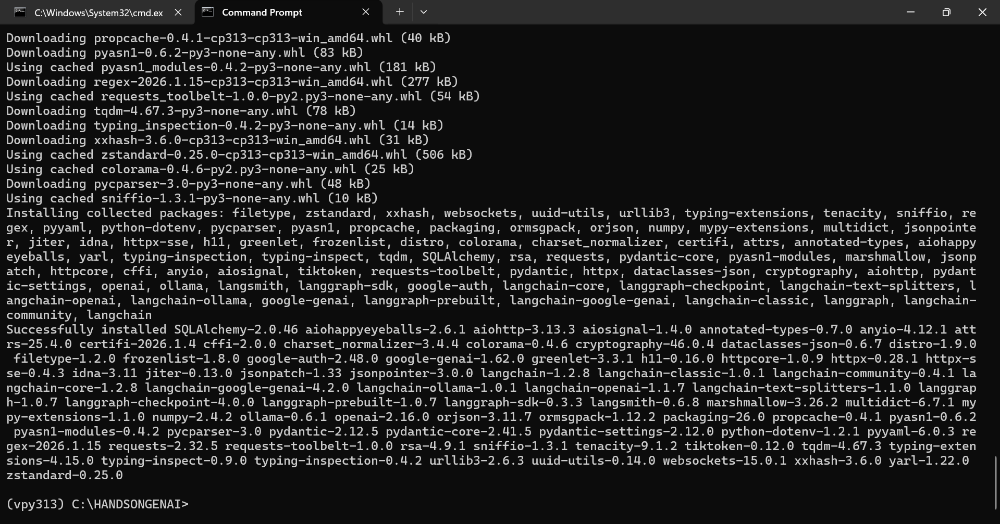 C:\Windows\System32\cmd.ex
Command Prompt
Downloading propcache-0.4.1-cp313-cp313-win_amd64.whl (40 kB)
Downloading pyasn1-0.6.2-py3-none-any.whl (83 kB)
Using cached pyasn1_modules-0.4.2-py3-none-any.whl (181 kB)
Downloading regex-2026.1.15-cp313-cp313-win_amd64.whl (277 kB)
Using cached requests_toolbelt-1.0.0-py2.py3-none-any.whl (54 kB)
Downloading tqdm-4.67.3-py3-none-any.whl (78 kB)
Downloading typing_inspection-0.4.2-py3-none-any.whl (14 kB)
Downloading xxhash-3.6.0-cp313-cp313-win_amd64.whl (31 kB)
Using cached zstandard-0.25.0-cp313-cp313-win_amd64.whl (506 kB)
Using cached colorama-0.4.6-py2.py3-none-any.whl (25 kB)
Downloading pycparser-3.0-py3-none-any.whl (48 kB)
Using cached sniffio-1.3.1-py3-none-any.whl (10 kB)
Installing collected packages: filetype, zstandard, xxhash, websockets, uuid-utils, urllib3, typing-extensions, tenacity, sniffio, re
gex, pyyaml, python-dotenv, pycparser, pyasn1, propcache, packaging, ormsgpack, orjson, numpy, mypy-extensions, multidict, jsonpointe
r, jiter, idna, httpx-sse, h11, greenlet, frozenlist, distro, colorama, charset_normalizer, certifi, attrs, annotated-types, aiohappy
eyeballs, yarl, typing-inspection, typing-inspect, tqdm, SQLAlchemy, rsa, requests, pydantic-core, pyasn1-modules, marshmallow, jsonp
atch, httpcore, cffi, anyio, aiosignal, tiktoken, requests-toolbelt, pydantic, httpx, dataclasses-json, cryptography, aiohttp, pydant
ic-settings, openai, ollama, langsmith, langgraph-sdk, google-auth, langchain-core, langgraph-checkpoint, langchain-text-splitters, l
angchain-openai, langchain-ollama, google-genai, langgraph-prebuilt, langchain-google-genai, langchain-classic, langgraph, langchain-
community, langchain
Successfully installed SQLAlchemy-2.0.46 aiohappyeyeballs-2.6.1 aiohttp-3.13.3 aiosignal-1.4.0 annotated-types-0.7.0 anyio-4.12.1 att
rs-25.4.0 certifi-2026.1.4 cffi-2.0.0 charset_normalizer-3.4.4 colorama-0.4.6 cryptography-46.0.4 dataclasses-json-0.6.7 distro-1.9.0
filetype-1.2.0 frozenlist-1.8.0 google-auth-2.48.0 google-genai-1.62.0 greenlet-3.3.1 h11-0.16.0 httpcore-1.0.9 httpx-0.28.1 httpx-s
se-0.4.3 idna-3.11 jiter-0.13.0 jsonpatch-1.33 jsonpointer-3.0.0 langchain-1.2.8 langchain-classic-1.0.1 langchain-community-0.4.1 la
ngchain-core-1.2.8 langchain-google-genai-4.2.0 langchain-ollama-1.0.1 langchain-openai-1.1.7 langchain-text-splitters-1.1.0 langgrap
h-1.0.7 langgraph-checkpoint-4.0.0 langgraph-prebuilt-1.0.7 langgraph-sdk-0.3.3 langsmith-0.6.8 marshmallow-3.26.2 multidict-6.7.1 my
py-extensions-1.1.0 numpy-2.4.2 ollama-0.6.1 openai-2.16.0 orjson-3.11.7 ormsgpack-1.12.2 packaging-26.0 propcache-0.4.1 pyasn1-0.6.2
pyasn1-modules-0.4.2 pycparser-3.0 pydantic-2.12.5 pydantic-core-2.41.5 pydantic-settings-2.12.0 python-dotenv-1.2.1 pyyaml-6.0.3 re
gex-2026.1.15 requests-2.32.5 requests-toolbelt-1.0.0 rsa-4.9.1 sniffio-1.3.1 tenacity-9.1.2 tiktoken-0.12.0 tqdm-4.67.3 typing-exten
sions-4.15.0 typing-inspect-0.9.0 typing-inspection-0.4.2 urllib3-2.6.3 uuid-utils-0.14.0 websockets-15.0.1 xxhash-3.6.0 yarl-1.22.0
zstandard-0.25.0
(vpy313) C:\HANDSONGENAI>